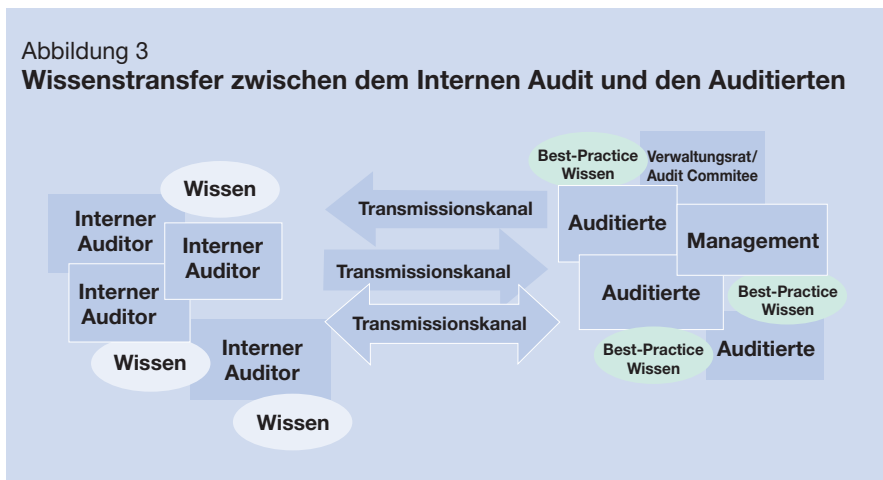 Abbildung 3
Wissenstransfer zwischen dem Internen Audit und den Auditierten
Wissen
Interner
Auditor
Interner
Auditor
Interner
Auditor
Wissen
Interner
Auditor
Wissen
Transmissionskanal
Transmissionskanal
Transmissionskanal
Best-Practice
Wissen
Verwaltungsrat/
Audit Commitee
Auditierte
Management
Auditierte
Best-Practice
Wissen
Best-Practice
Wissen
Auditierte